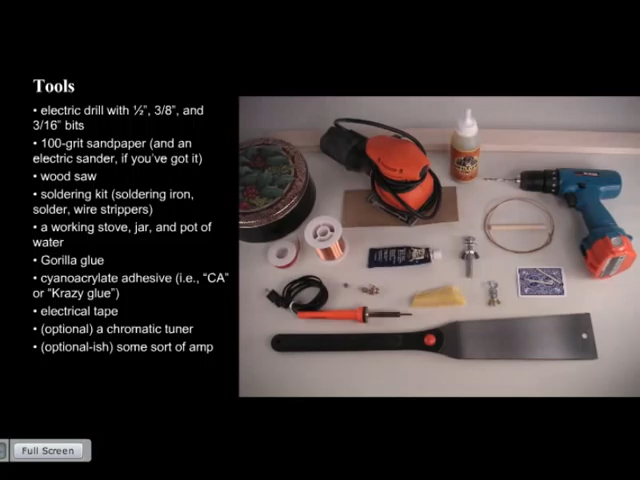 Tools
• electric drill with ½", 3/8", and
3/16" bits
• 100-grit sandpaper (and an
electric sander, if you've got it)
• wood saw
• soldering kit (soldering iron,
solder, wire strippers)
• a working stove, jar, and pot of
water
• Gorilla glue
• cyanoacrylate adhesive (i.e., "CA"
or "Krazy glue")
• electrical tape
• (optional) a chromatic tuner
• (optional-ish) some sort of amp
Full Screen